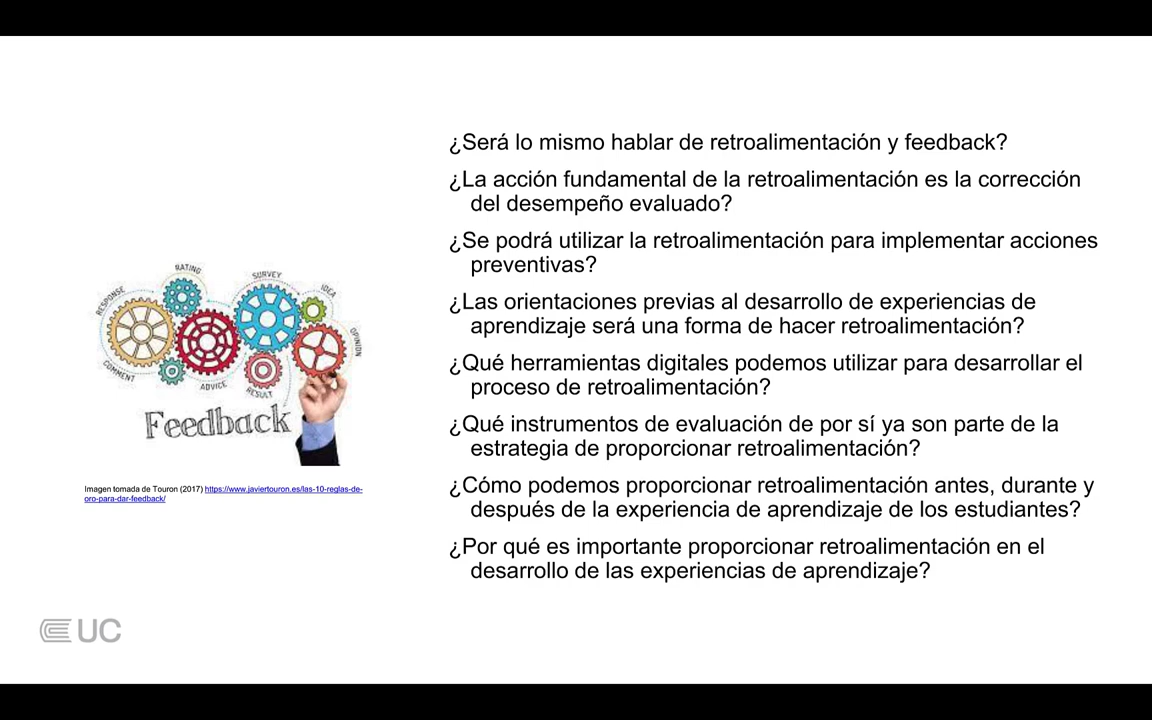 ¿Será lo mismo hablar de retroalimentación y feedback?
¿La acción fundamental de la retroalimentación es la corrección
del desempeño evaluado?
¿Se podrá utilizar la retroalimentación para implementar acciones
preventivas?
¿Las orientaciones previas al desarrollo de experiencias de
aprendizaje será una forma de hacer retroalimentación?
¿Qué herramientas digitales podemos utilizar para desarrollar el
proceso de retroalimentación?
¿Qué instrumentos de evaluación de por sí ya son parte de la
estrategia de proporcionar retroalimentación?
¿Cómo podemos proporcionar retroalimentación antes, durante y
después de la experiencia de aprendizaje de los estudiantes?
¿Por qué es importante proporcionar retroalimentación en el
desarrollo de las experiencias de aprendizaje?
RESPONSE
RATING
SURVEY
IDEA
OPINION
COMMENT
ADVICE
RESULT
Feedback
Imagen tomada de Touron (2017) https://www.javiertouron.es/las-10-reglas-de-
oro-para-dar-feedback/
UC